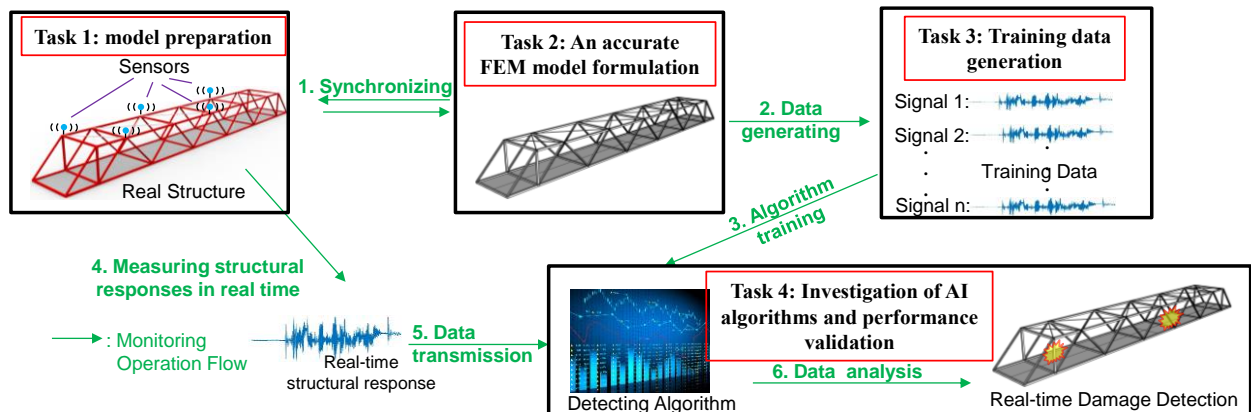 Task 1: model preparation
Sensors
Real Structure
1. Synchronizing
Task 2: An accurate
FEM model formulation
2. Data
generating
Task 3: Training data
generation
Signal 1:
Signal 2:
Training Data
Signal n:
3. Algorithm
training
4. Measuring structural
responses in real time
: Monitoring
Operation Flow
Real-time
structural response
5. Data
transmission
Task 4: Investigation of AI
algorithms and performance
validation
Detecting Algorithm
6. Data analysis
Real-time Damage Detection